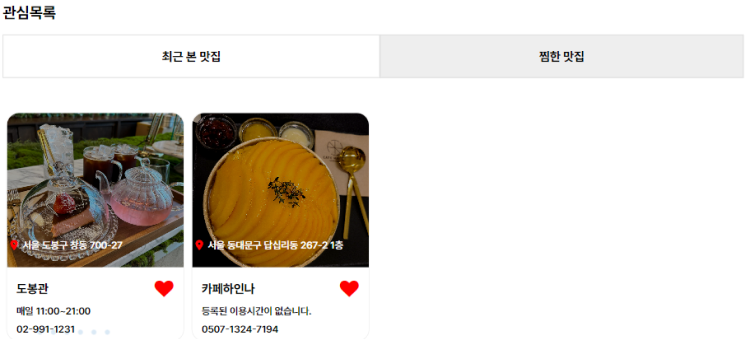 관심목록
최근 본 맛집
찜한 맛집
서울 도봉구 창동 700-27
서울 동대문구 답십리동 267-2 1층
도봉관
카페하인나
매일 11:00~21:00
등록된 이용시간이 없습니다.
02-991-1231
0507-1324-7194